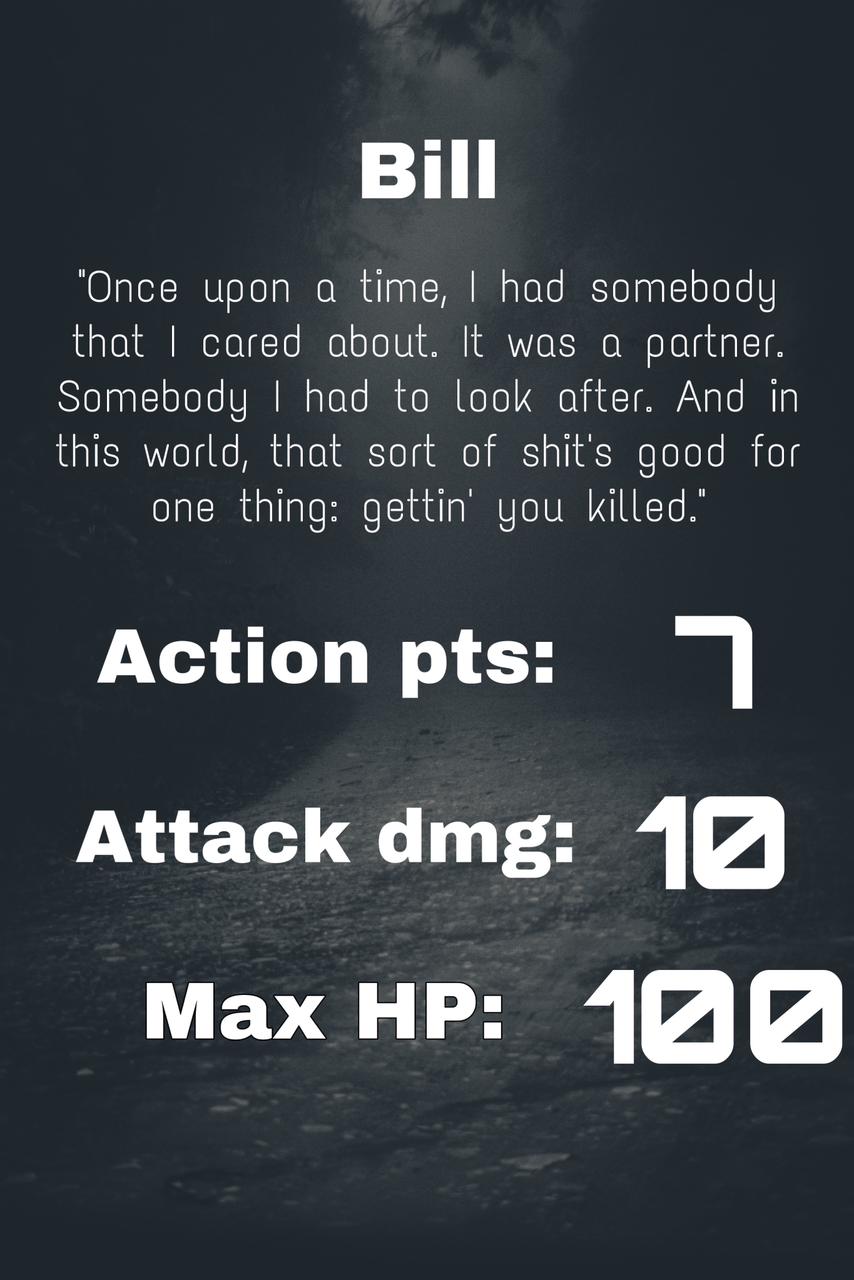 Bill
"Once upon a time, I had somebody
that I cared about. It was a partner.
Somebody I had to look after. And in
this world, that sort of shit's good for
one thing: gettin' you killed."
Action pts: 7
Attack dmg: 10
Max HP: 100